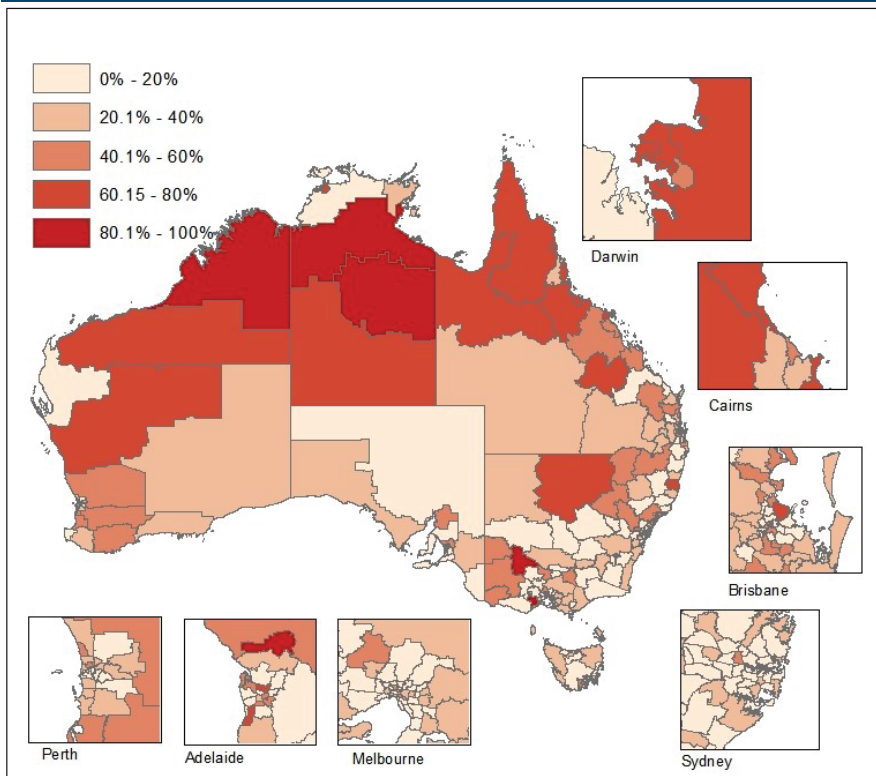 0% - 20%
20.1% - 40%
40.1% - 60%
60.15 - 80%
80.1% - 100%
Darwin
Cairns
Brisbane
Perth
Adelaide
Melbourne
Sydney